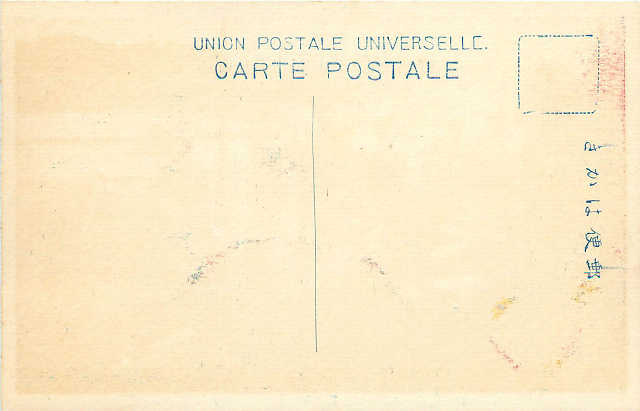 UNION POSTALE UNIVERSELLE.
CARTE POSTALE
郵便はかき